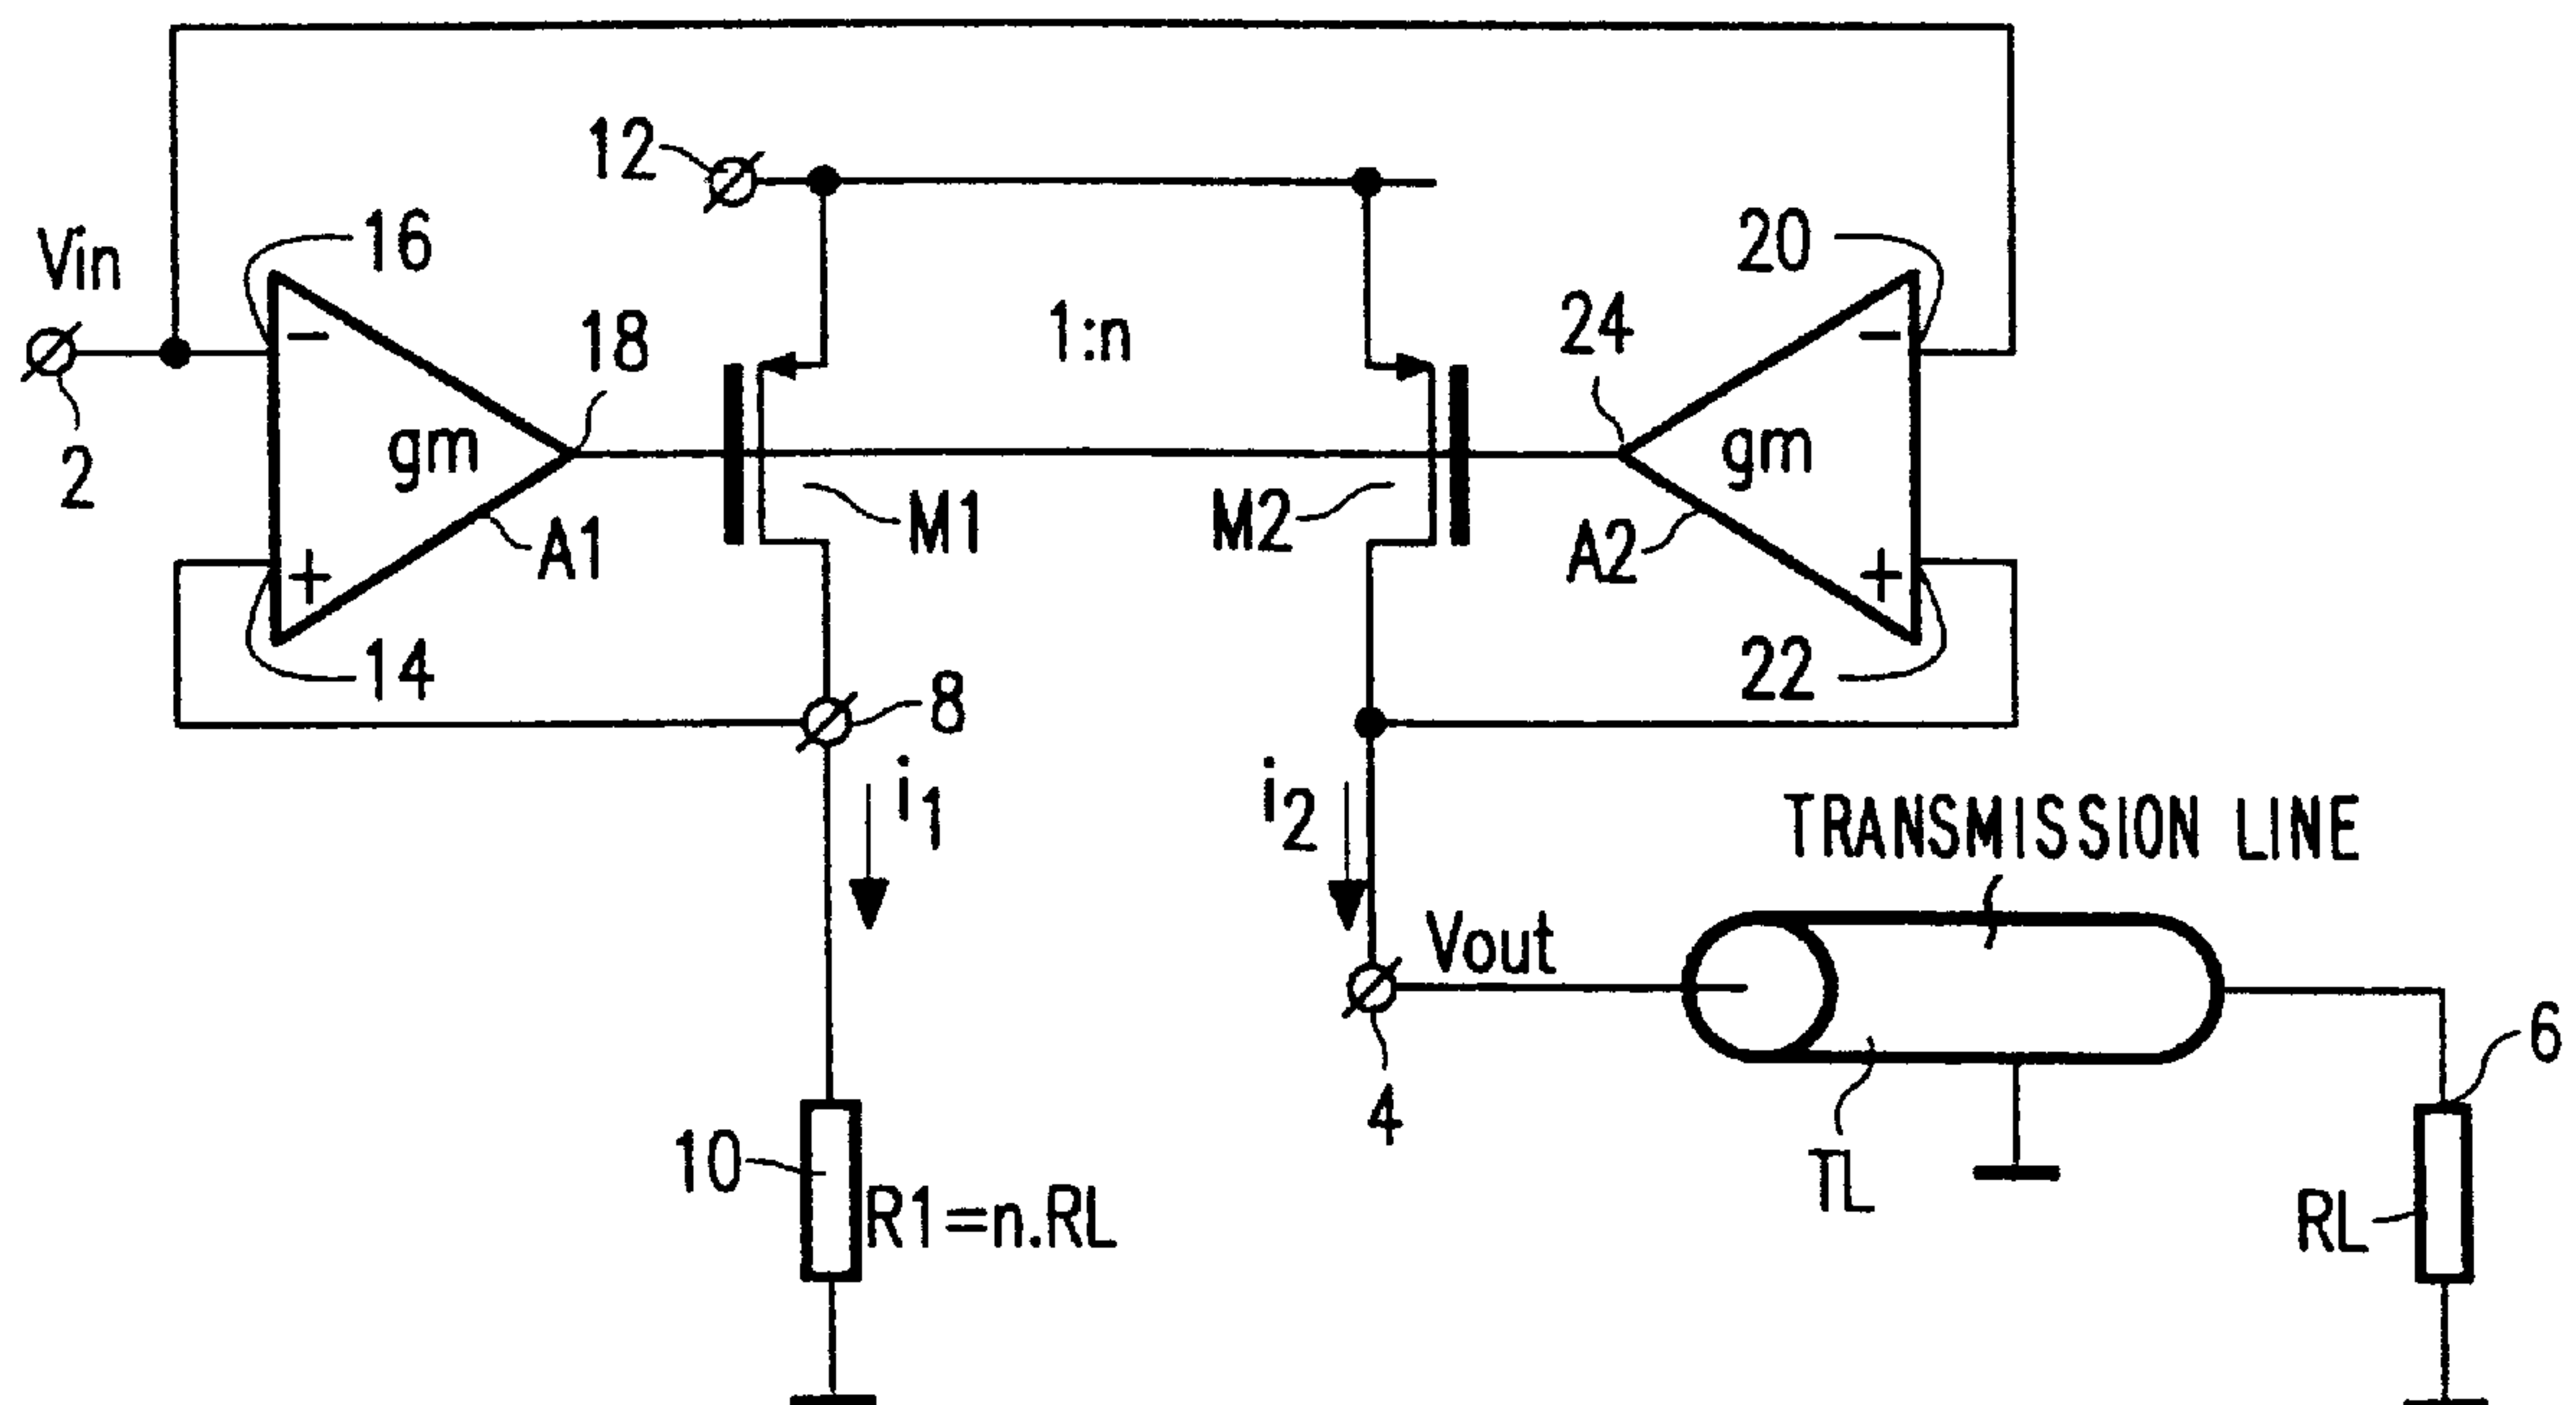 12
Vin
16
20
1:n
24
18
−
−
gm
gm
2
M1
M2
A1
A2
+
+
14
22
8
i1
i2
TRANSMISSION LINE
Vout
6
4
10
TL
R1=n.RL
RL